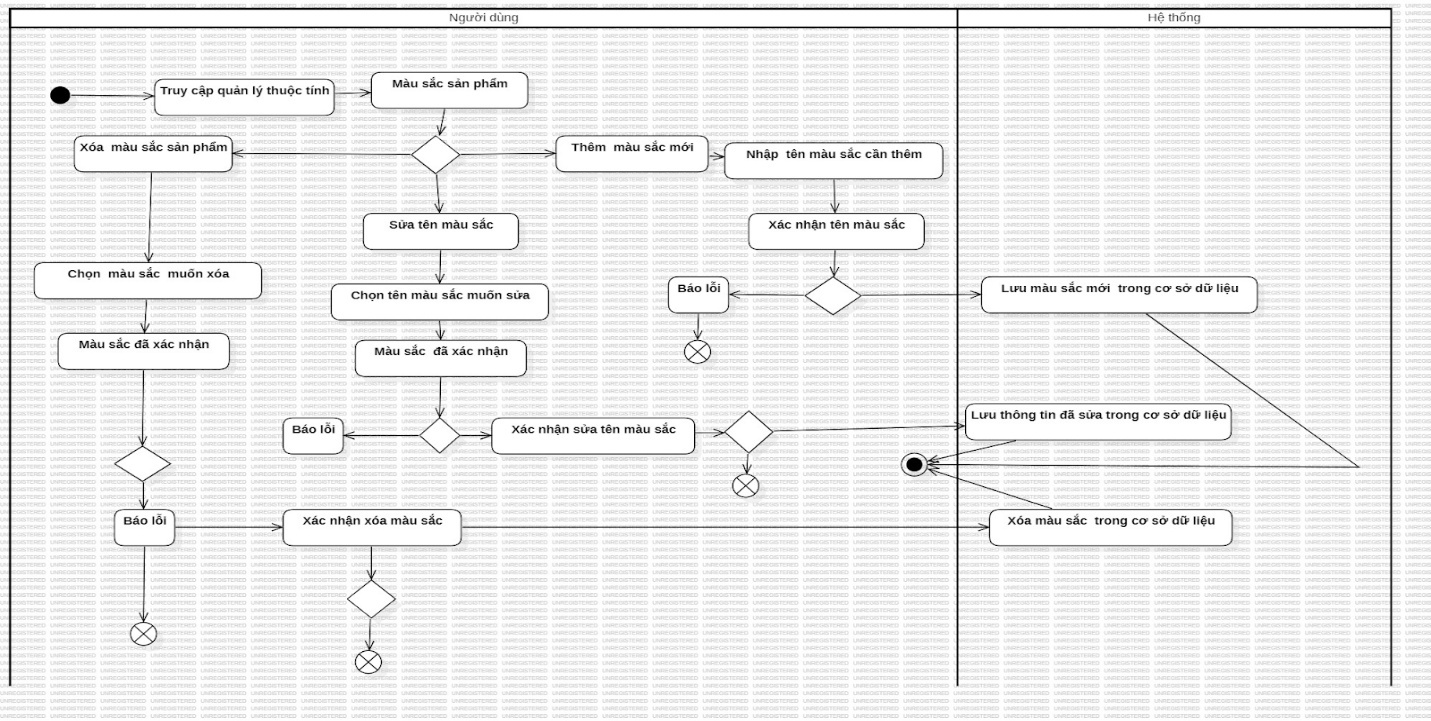 Người dùng
Hệ thống
Truy cập quản lý thuộc tính
Màu sắc sản phẩm
Xóa  màu sắc sản phẩm
Thêm  màu sắc mới
Nhập  tên màu sắc cần thêm
Sửa tên màu sắc
Xác nhận tên màu sắc
Chọn  màu sắc  muốn xóa
Chọn tên màu sắc muốn sửa
Báo lỗi
Lưu màu sắc mới  trong cơ sở dữ liệu
Màu sắc đã xác nhận
Màu sắc  đã xác nhận
Báo lỗi
Xác nhận sửa tên màu sắc
Lưu thông tin đã sửa trong cơ sở dữ liệu
Báo lỗi
Xác nhận xóa màu sắc
Xóa màu sắc  trong cơ sở dữ liệu
UNREGISTERED